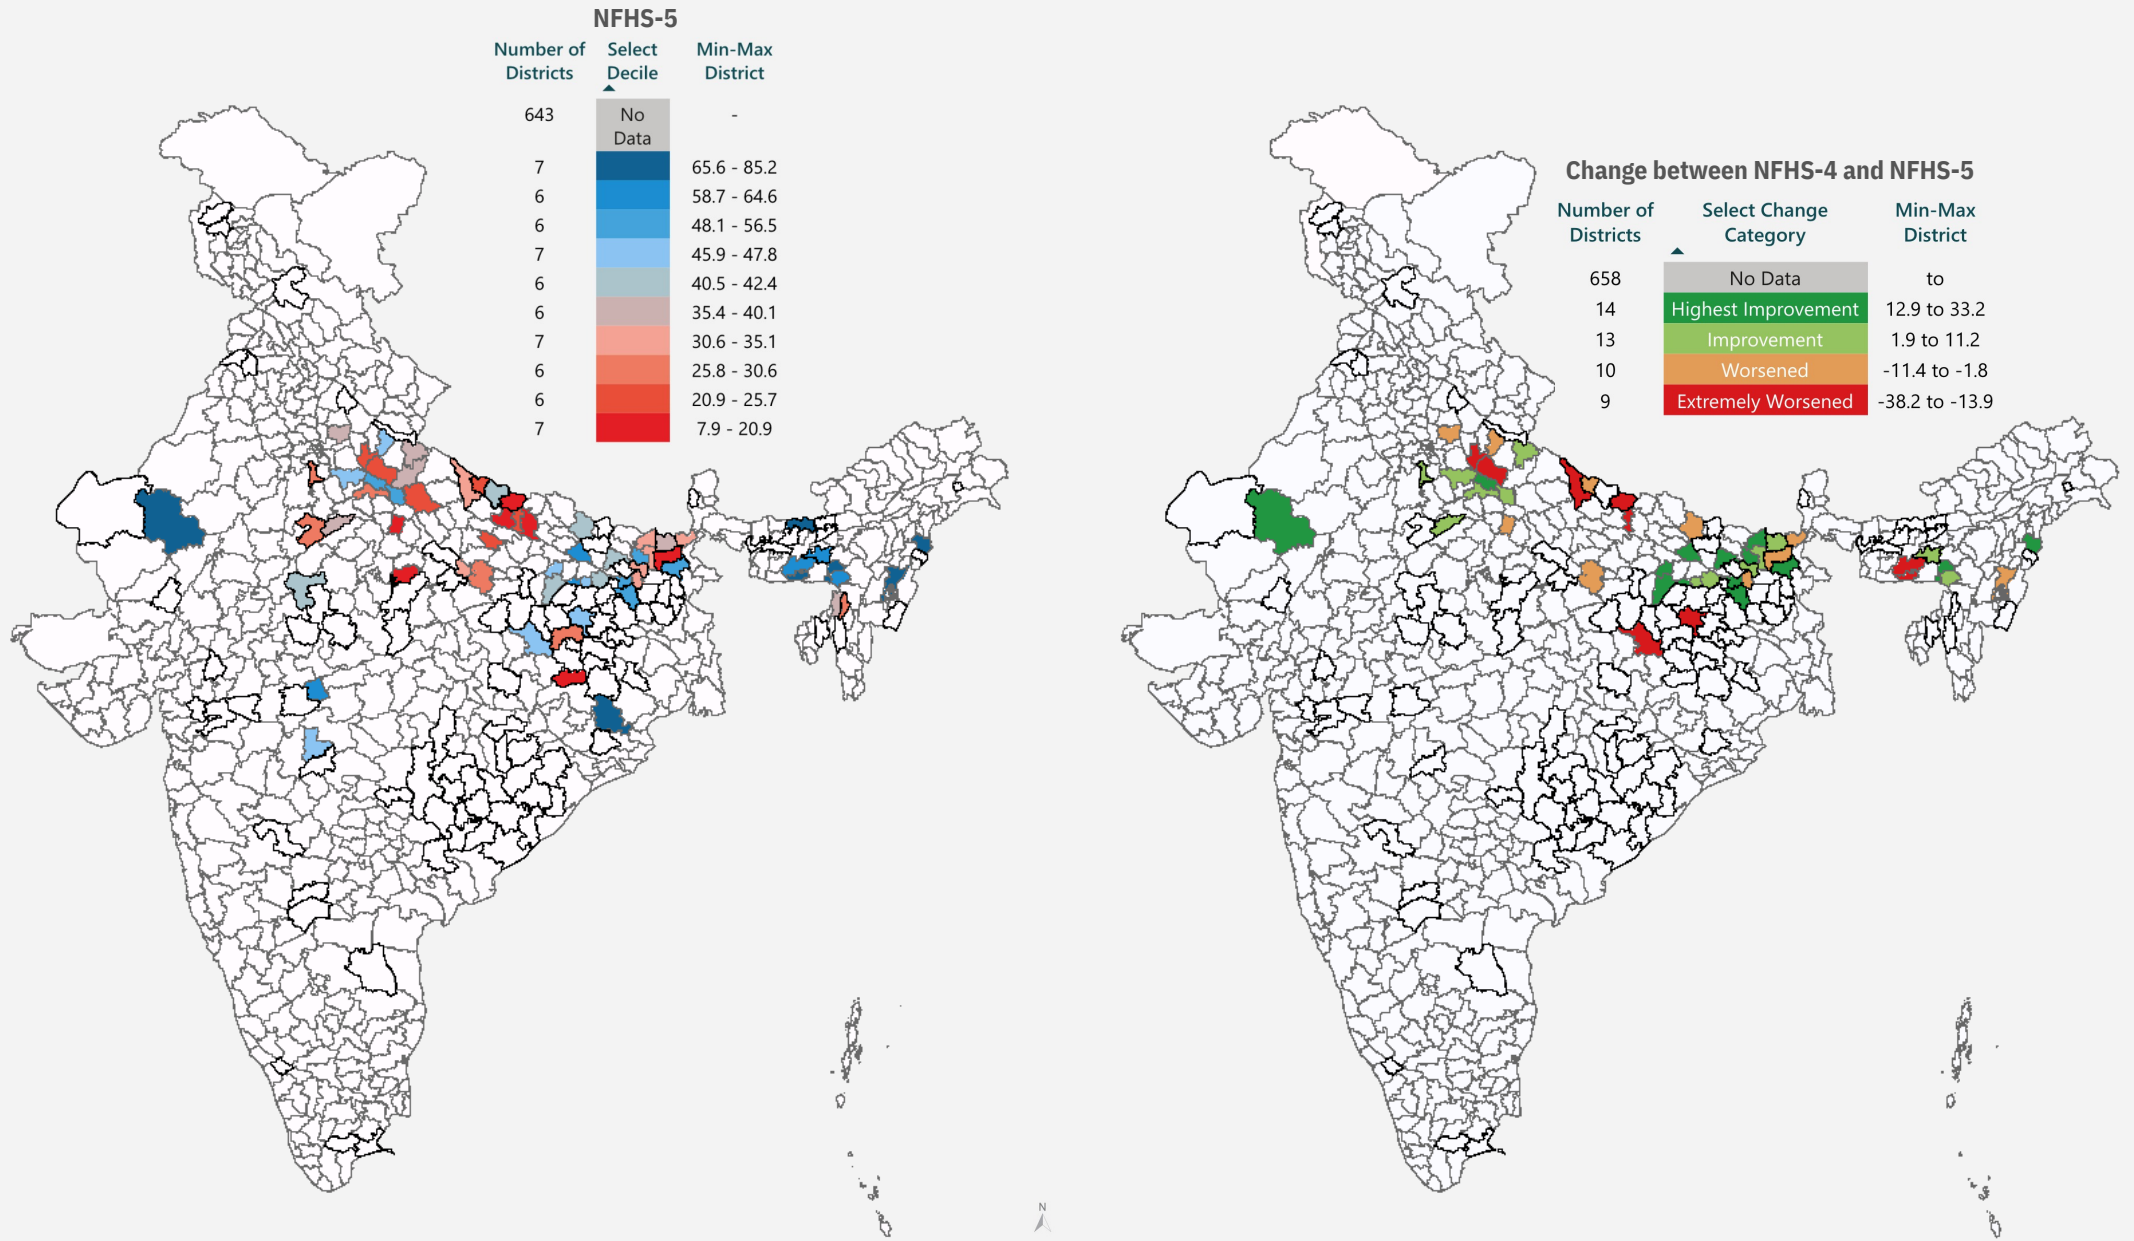 NFHS-5
Number of Districts Select Decile Min-Max District
643 No Data -
7 65.6 - 85.2
6 58.7 - 64.6
6 48.1 - 56.5
7 45.9 - 47.8
6 40.5 - 42.4
6 35.4 - 40.1
7 30.6 - 35.1
6 25.8 - 30.6
6 20.9 - 25.7
7 7.9 - 20.9
Change between NFHS-4 and NFHS-5
Number of Districts Select Change Category Min-Max District
658 No Data to
14 Highest Improvement 12.9 to 33.2
13 Improvement 1.9 to 11.2
10 Worsened -11.4 to -1.8
9 Extremely Worsened -38.2 to -13.9
N